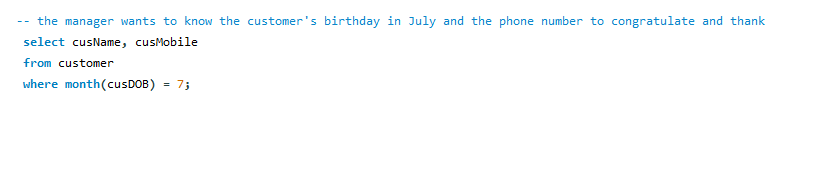 -- the manager wants to know the customer's birthday in July and the phone number to congratulate and thank
select cusName, cusMobile
from customer
where month(cusDOB) = 7;